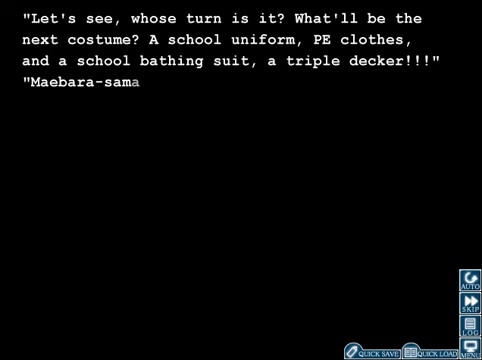 "Let's see, whose turn is it? What'll be the
next costume? A school uniform, PE clothes,
and a school bathing suit, a triple decker!!!"
"Maebara-sama
AUTO
SKIP
LOG
QUICK SAVE QUICK LOAD MENU